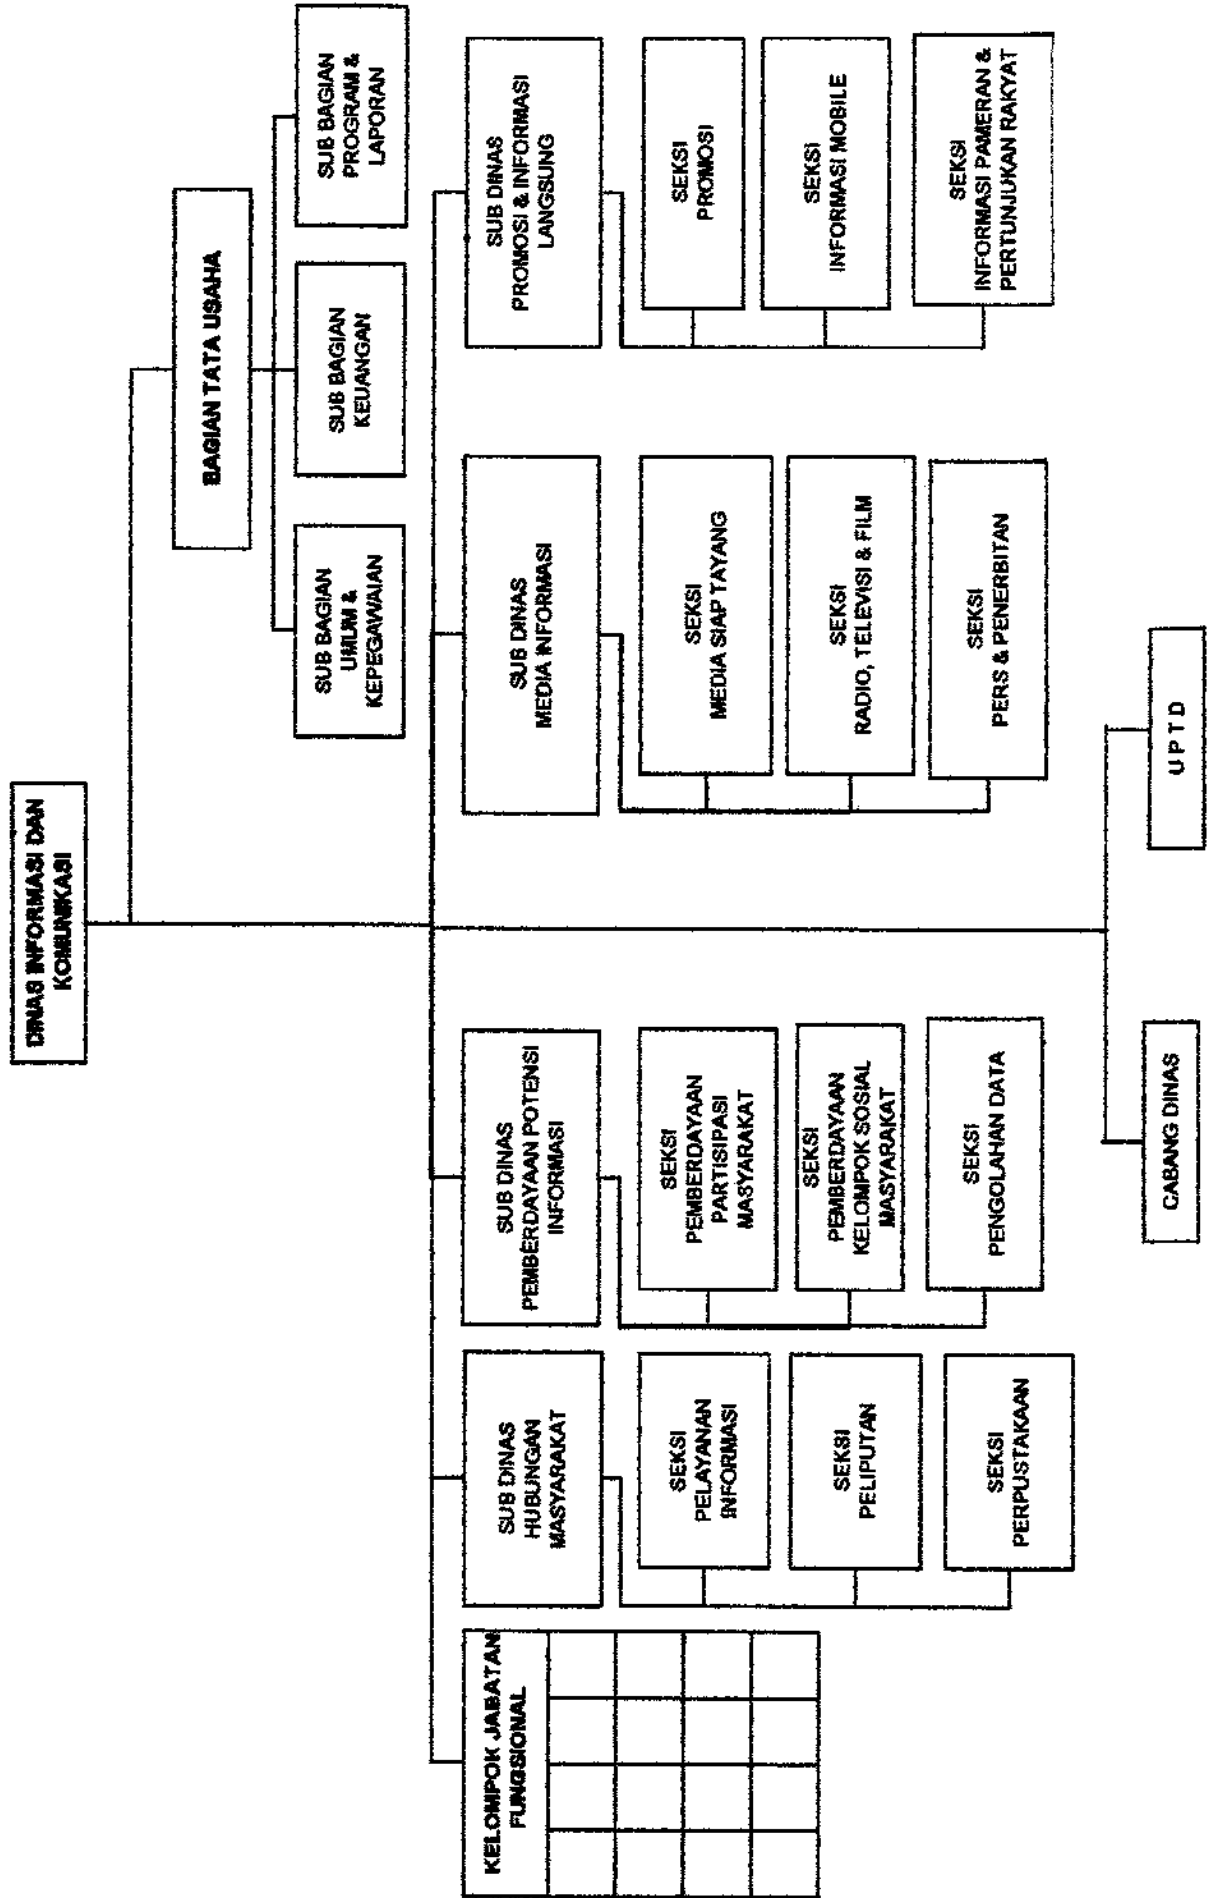 DINAS INFORMASI DAN
KOMUNIKASI
BAGIAN TATA USAHA
SUB BAGIAN
UMUM &
KEPEGAWAIAN
SUB BAGIAN
KEUANGAN
SUB BAGIAN
PROGRAM &
LAPORAN
KELOMPOK JABATAN
FUNGSIONAL
SUB DINAS
HUBUNGAN
MASYARAKAT
SEKSI
PELAYANAN
INFORMASI
SEKSI
PELIPUTAN
SEKSI
PERPUSTAKAAN
SUB DINAS
PEMBERDAYAAN POTENSI
INFORMASI
SEKSI
PEMBERDAYAAN
PARTISIPASI
MASYARAKAT
SEKSI
PEMBERDAYAAN
KELOMPOK SOSIAL
MASYARAKAT
SEKSI
PENGOLAHAN DATA
SUB DINAS
MEDIA INFORMASI
SEKSI
MEDIA SIAP TAYANG
SEKSI
RADIO, TELEVISI & FILM
SEKSI
PERS & PENERBITAN
SUB DINAS
PROMOSI & INFORMASI
LANGSUNG
SEKSI
PROMOSI
SEKSI
INFORMASI MOBILE
SEKSI
INFORMASI PAMERAN &
PERTUNJUKAN RAKYAT
CABANG DINAS
U P T D